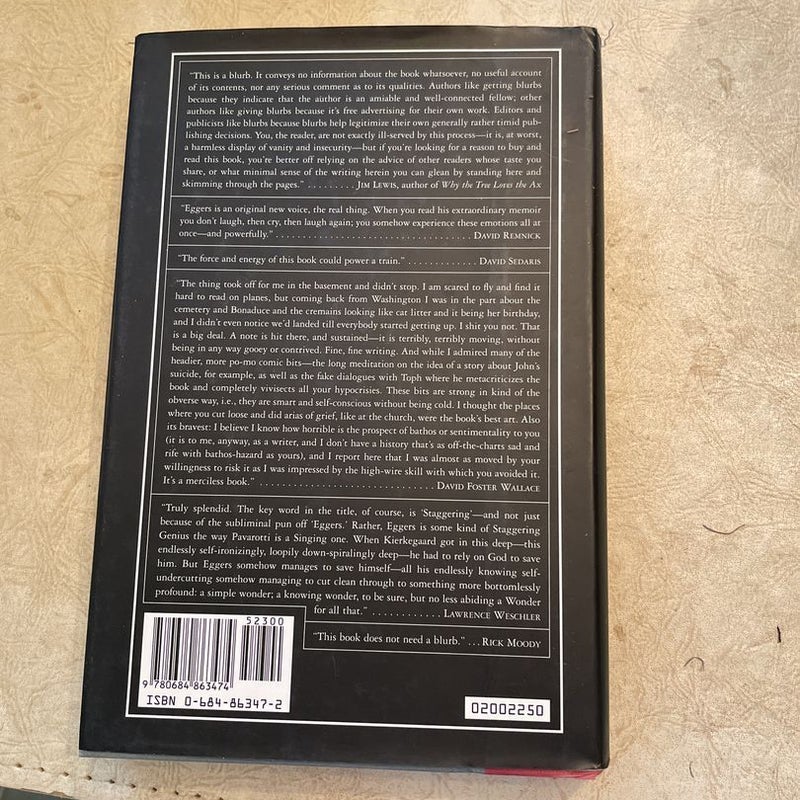 "This is a blurb. It conveys no information about the book whatsoever, no useful account
of its contents, nor any serious comment as to its qualities. Authors like getting blurbs
because they indicate that the author is an amiable and well-connected fellow; other
authors like giving blurbs because it's free advertising for their own work. Editors and
publicists like blurbs because blurbs help legitimize their own generally rather timid pub-
lishing decisions. You, the reader, are not exactly ill-served by this process—it is, at worst,
a harmless display of vanity and insecurity—but if you're looking for a reason to buy and
read this book, you're better off relying on the advice of other readers whose taste you
share, or what minimal sense of the writing herein you can glean by standing here and
skimming through the pages." . . . . . . . . . JIM LEWIS, author of Why the Tree Loves the Ax
"Eggers is an original new voice, the real thing. When you read his extraordinary memoir
you don't laugh, then cry, then laugh again; you somehow experience these emotions all at
once—and powerfully." . . . . . . . . . . . . . . . . . . . . . . . . . . . . . . . . . DAVID REMNICK
"The force and energy of this book could power a train." . . . . . . . . . . . . DAVID SEDARIS
"The thing took off for me in the basement and didn't stop. I am scared to fly and find it
hard to read on planes, but coming back from Washington I was in the part about the
cemetery and Bonaduce and the cremains looking like cat litter and it being her birthday,
and I didn't even notice we'd landed till everybody started getting up. I shit you not. That
is a big deal. A note is hit there, and sustained—it is terribly, terribly moving, without
being in any way gooey or contrived. Fine, fine writing. And while I admired many of the
headier, more po-mo comic bits—the long meditation on the idea of a story about John's
suicide, for example, as well as the fake dialogues with Toph where he metacriticizes the
book and completely vivisects all your hypocrisies. These bits are strong in kind of the
obverse way, i.e., they are smart and self-conscious without being cold. I thought the places
where you cut loose and did arias of grief, like at the church, were the book's best art. Also
its bravest: I believe I know how horrible is the prospect of bathos or sentimentality to you
(it is to me, anyway, as a writer, and I don't have a history that's as off-the-charts sad and
rife with bathos-hazard as yours), and I report here that I was almost as moved by your
willingness to risk it as I was impressed by the high-wire skill with which you avoided it.
It's a merciless book." . . . . . . . . . . . . . . . . . . . . . . . . . . . DAVID FOSTER WALLACE
"Truly splendid. The key word in the title, of course, is 'Staggering'—and not just
because of the subliminal pun off 'Eggers.' Rather, Eggers is some kind of Staggering
Genius the way Pavarotti is a Singing one. When Kierkegaard got in this deep—this
endlessly self-ironizingly, loopily down-spiralingly deep—he had to rely on God to save
him. But Eggers somehow manages to save himself—all his endlessly knowing self-
undercutting somehow managing to cut clean through to something more bottomlessly
profound: a simple wonder; a knowing wonder, to be sure, but no less abiding a Wonder
for all that." . . . . . . . . . . . . LAWRENCE WESCHLER
"This book does not need a blurb." . . . RICK MOODY
52300
9 780684 863474
ISBN 0-684-86347-2
02002250